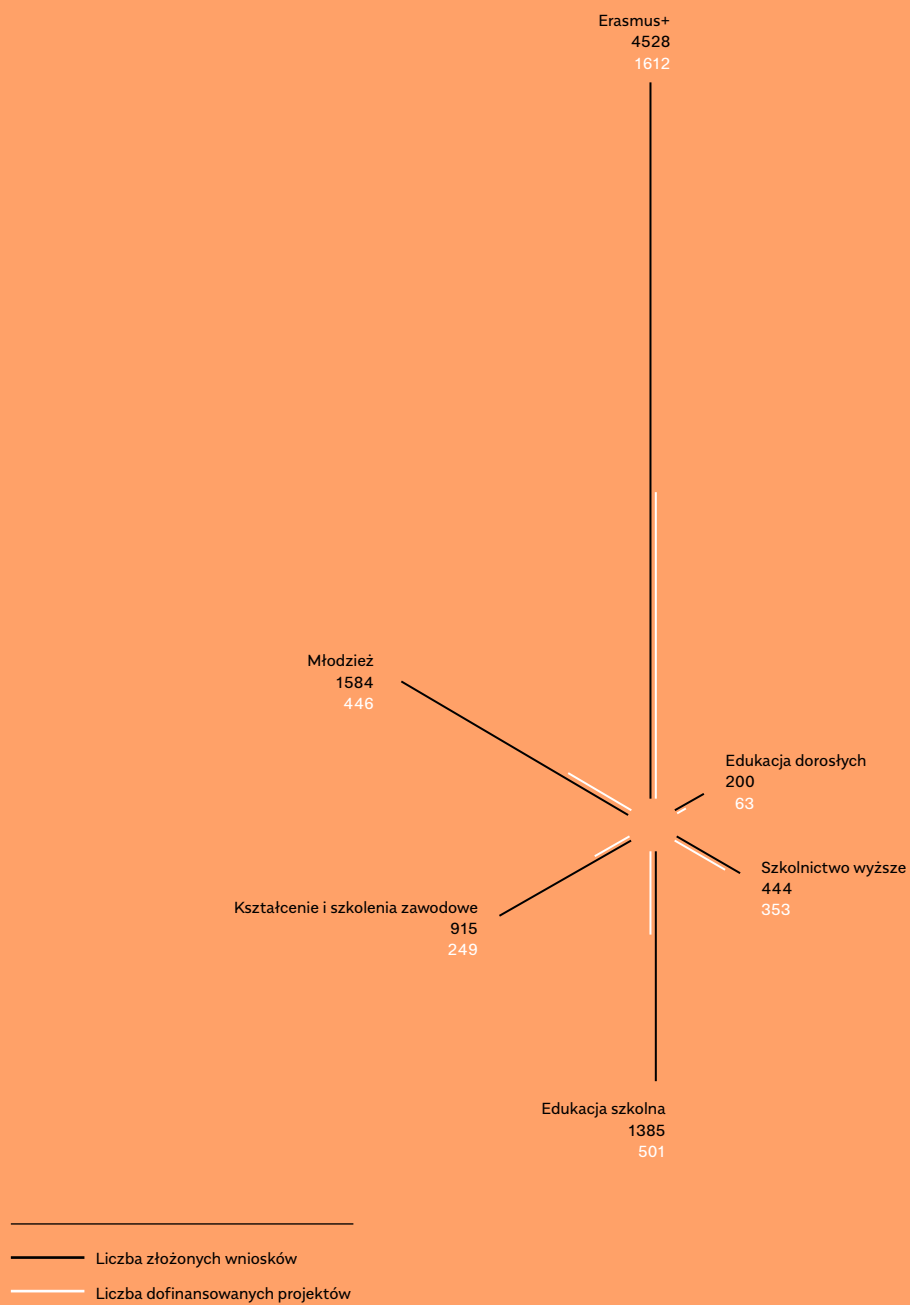 Erasmus+
4528
1612
Młodzież
1584
446
Edukacja dorosłych
200
63
Szkolnictwo wyższe
444
353
Kształcenie i szkolenia zawodowe
915
249
Edukacja szkolna
1385
501
Liczba złożonych wniosków
Liczba dofinansowanych projektów